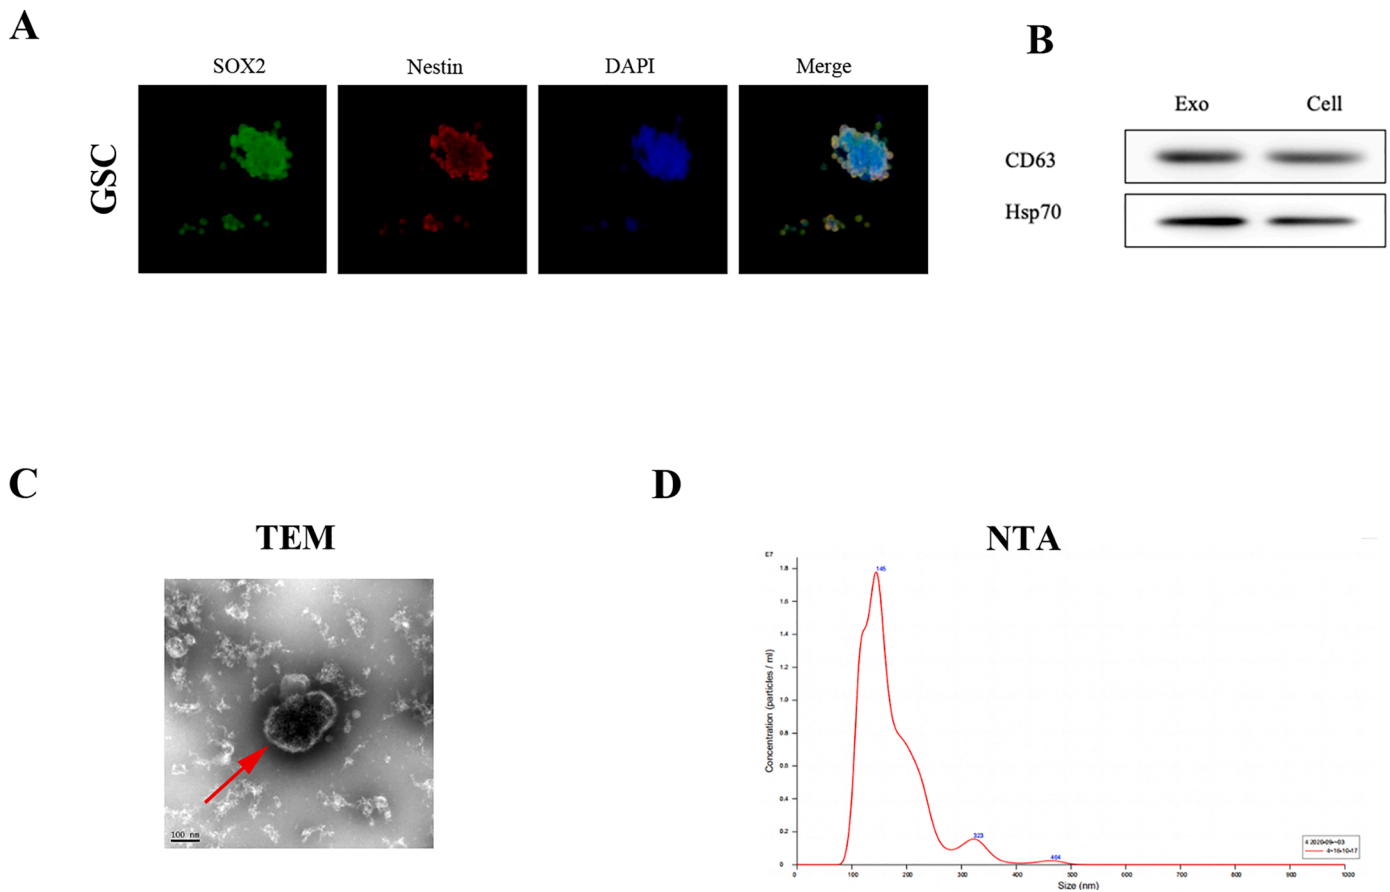 A
SOX2 Nestin DAPI Merge
GSC
B
Exo Cell
CD63
Hsp70
C
TEM
100 nm
D
NTA
E7
Concentration (particles / ml)
1.8
1.6
1.4
1.2
1.0
0.8
0.6
0.4
0.2
0
145
323
464
0 100 200 300 400 500 600 700 800 900 1000
Size (nm)